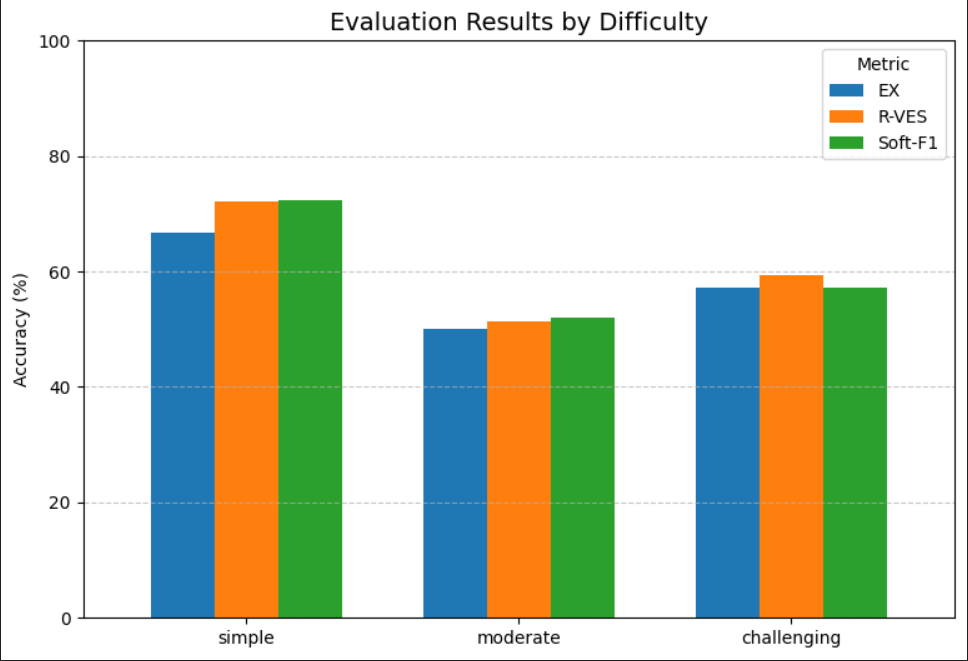 Evaluation Results by Difficulty
100
80
60
40
20
0
Accuracy (%)
Metric
EX
R-VES
Soft-F1
simple
moderate
challenging